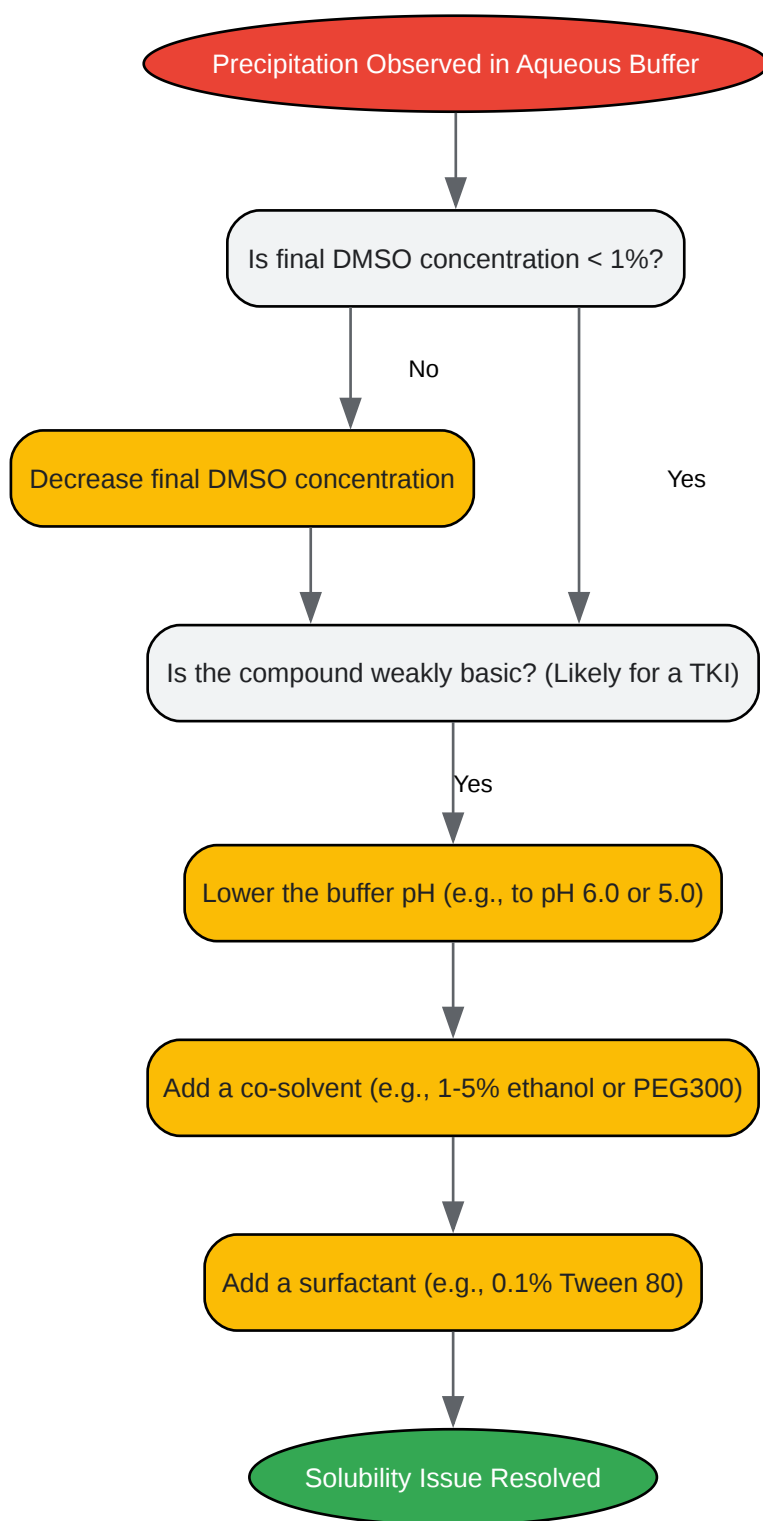 Precipitation Observed in Aqueous Buffer
Is final DMSO concentration < 1%?
No
Decrease final DMSO concentration
Yes
Is the compound weakly basic? (Likely for a TKI)
Yes
Lower the buffer pH (e.g., to pH 6.0 or 5.0)
Add a co-solvent (e.g., 1-5% ethanol or PEG300)
Add a surfactant (e.g., 0.1% Tween 80)
Solubility Issue Resolved